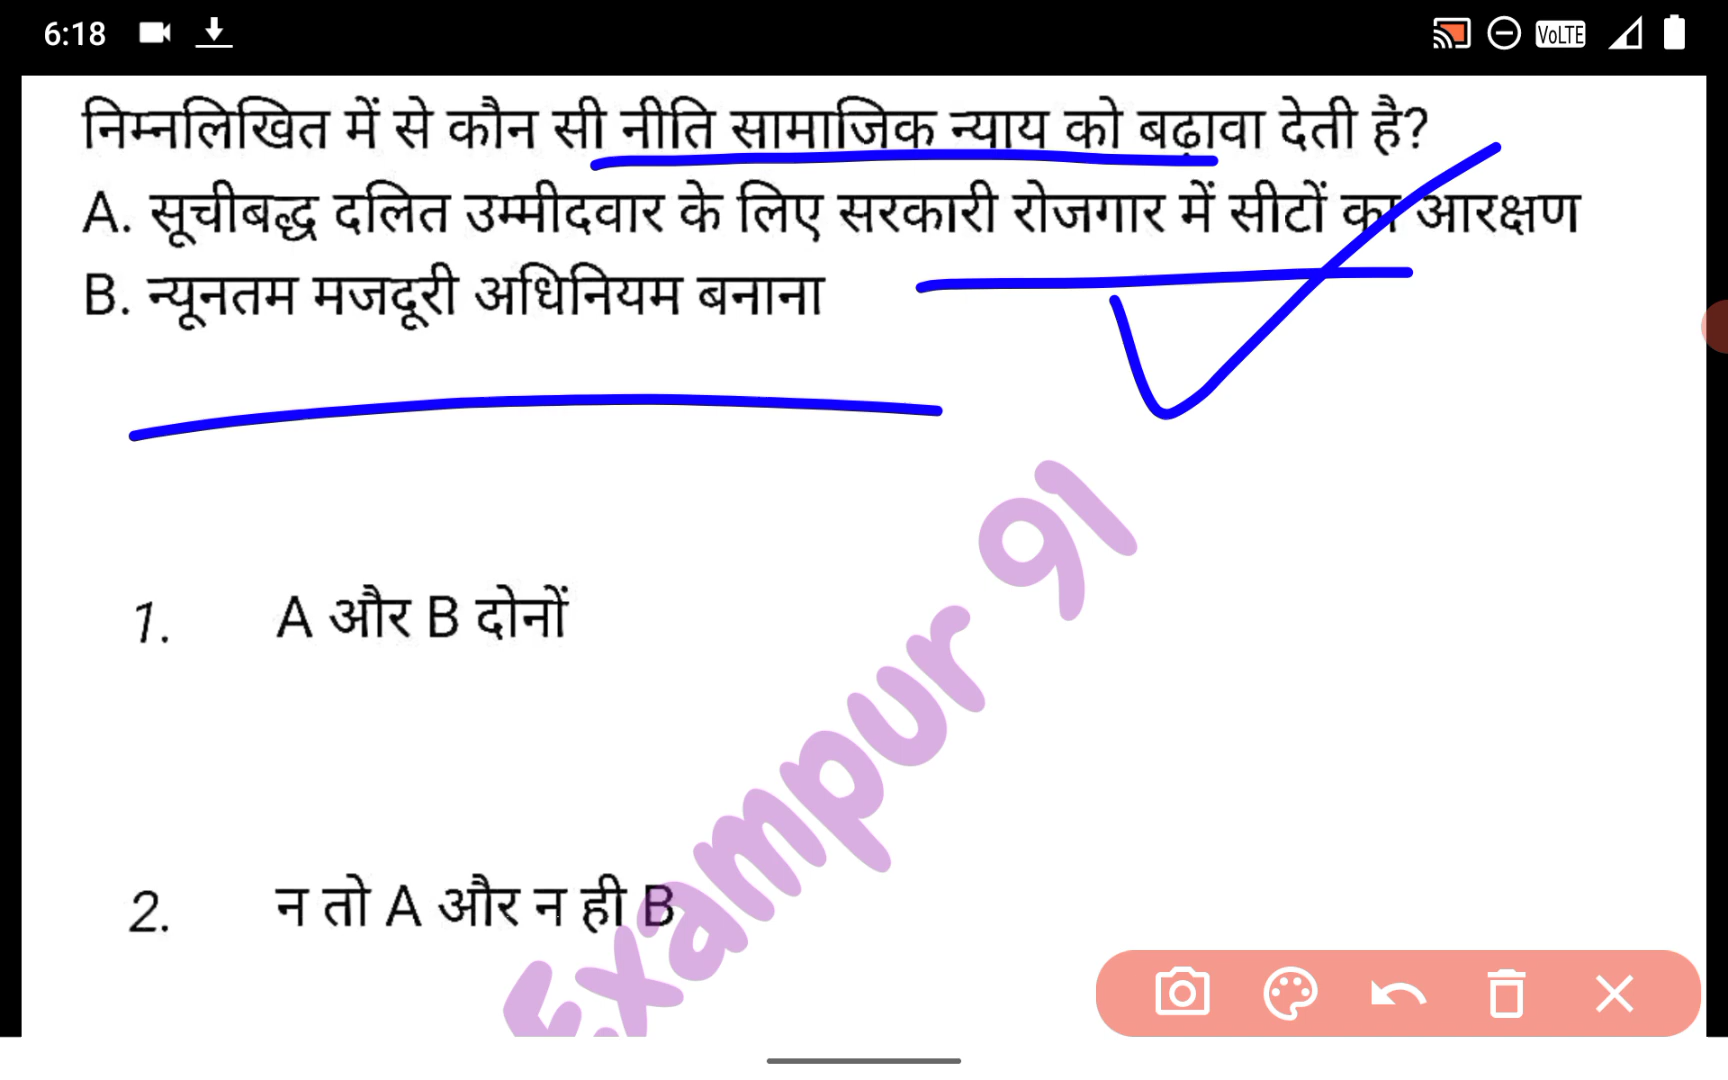 6:18
VoLTE
निम्नलिखित में से कौन सी नीति सामाजिक न्याय को बढ़ावा देती है?
A. सूचीबद्ध दलित उम्मीदवार के लिए सरकारी रोजगार में सीटों का आरक्षण
B. न्यूनतम मजदूरी अधिनियम बनाना
1. A और B दोनों
2. न तो A और न ही B
Exampur 91